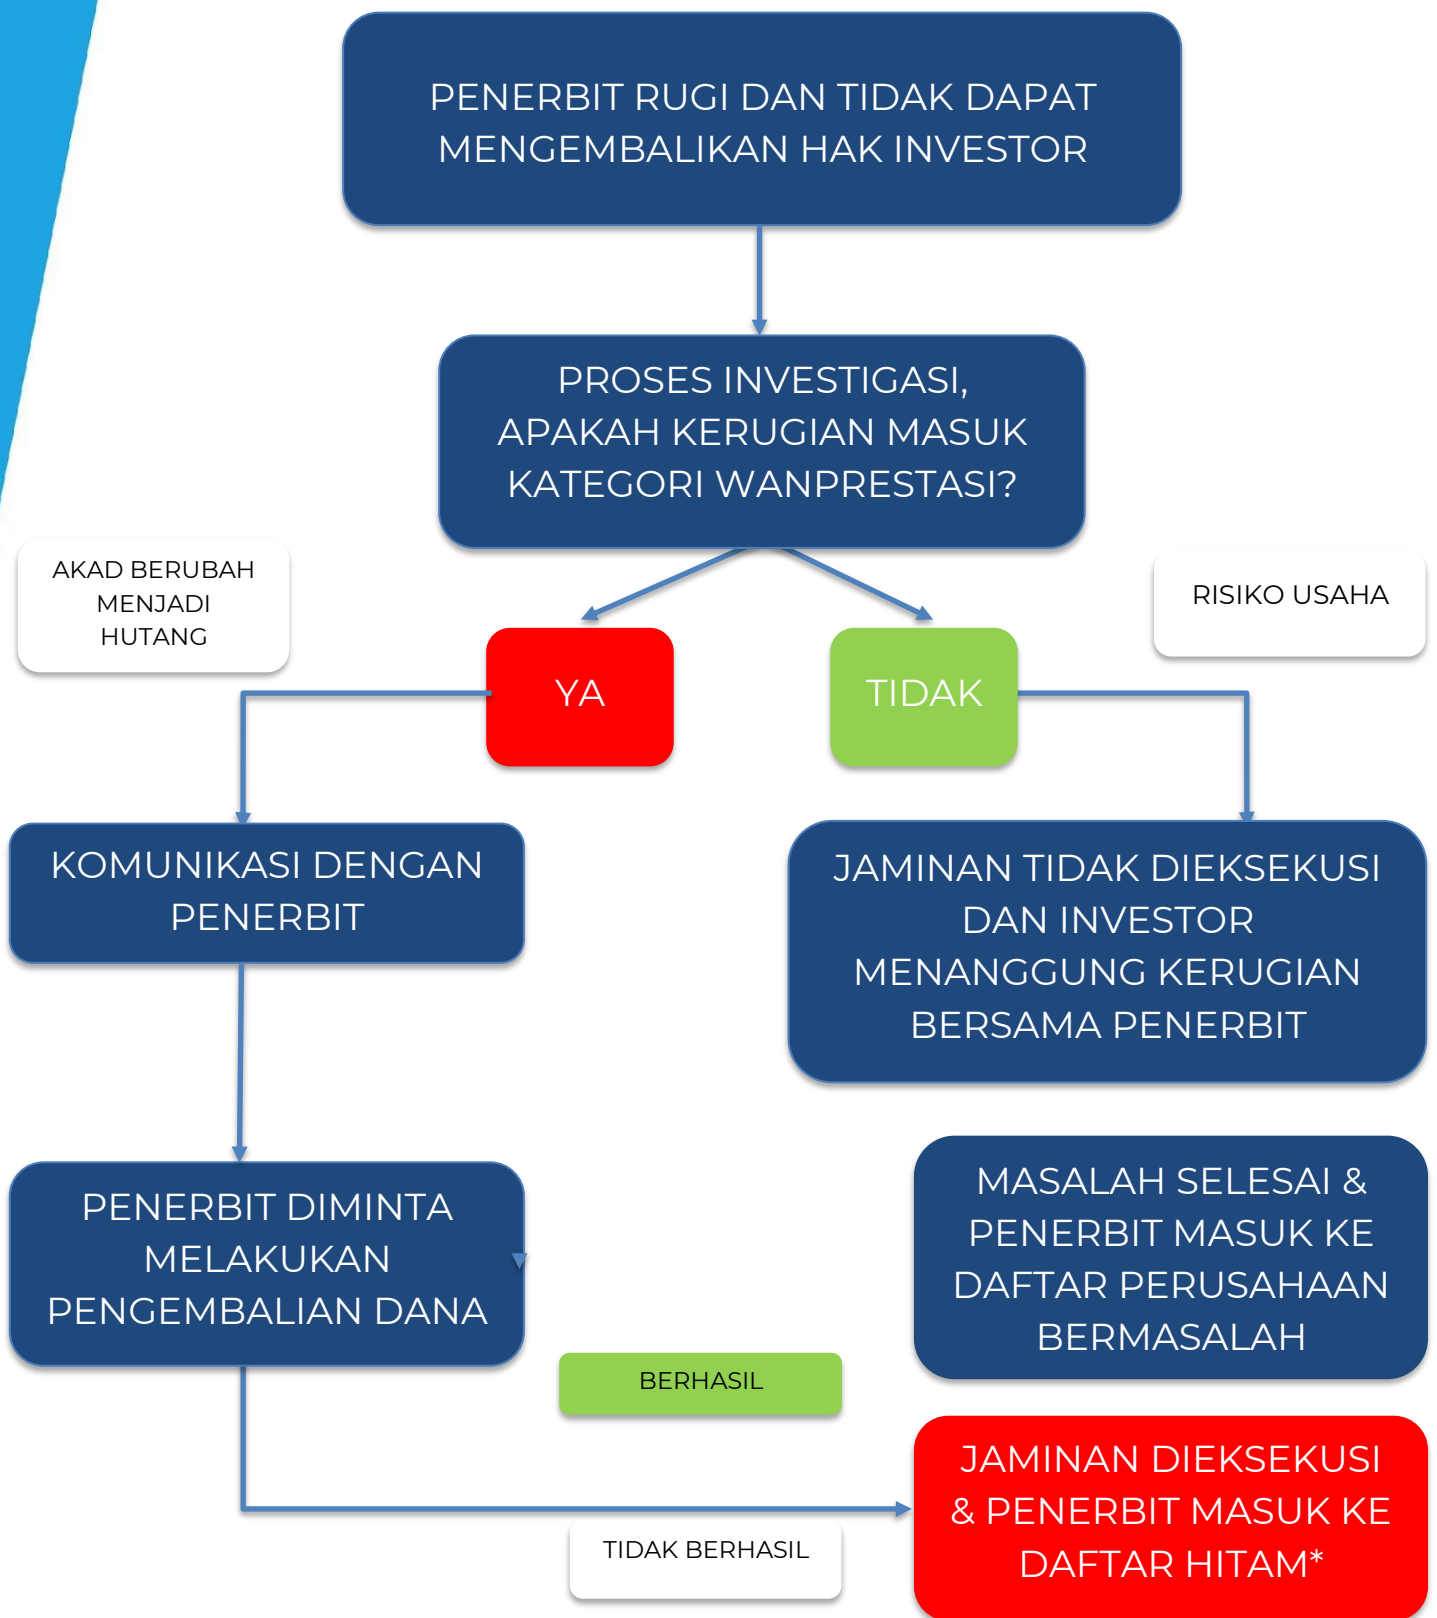 PENERBIT RUGI DAN TIDAK DAPAT
MENGEMBALIKAN HAK INVESTOR
PROSES INVESTIGASI,
APAKAH KERUGIAN MASUK
KATEGORI WANPRESTASI?
AKAD BERUBAH
MENJADI
HUTANG
RISIKO USAHA
YA
TIDAK
KOMUNIKASI DENGAN
PENERBIT
JAMINAN TIDAK DIEKSEKUSI
DAN INVESTOR
MENANGGUNG KERUGIAN
BERSAMA PENERBIT
PENERBIT DIMINTA
MELAKUKAN
PENGEMBALIAN DANA
MASALAH SELESAI &
PENERBIT MASUK KE
DAFTAR PERUSAHAAN
BERMASALAH
BERHASIL
JAMINAN DIEKSEKUSI
& PENERBIT MASUK KE
DAFTAR HITAM*
TIDAK BERHASIL